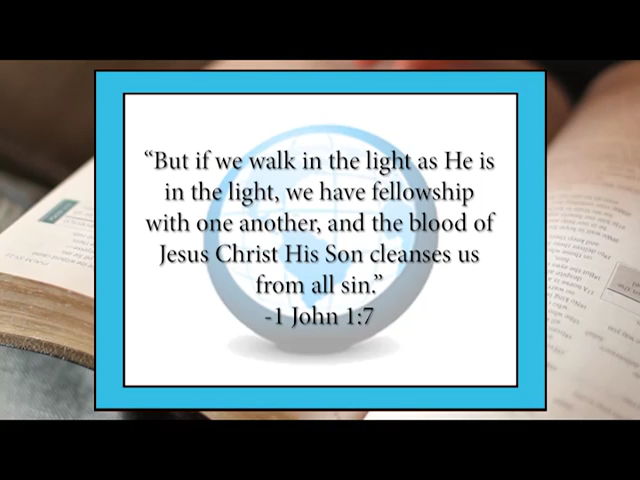 “But if we walk in the light as He is
in the light, we have fellowship
with one another, and the blood of
Jesus Christ His Son cleanses us
from all sin.”
-1 John 1:7